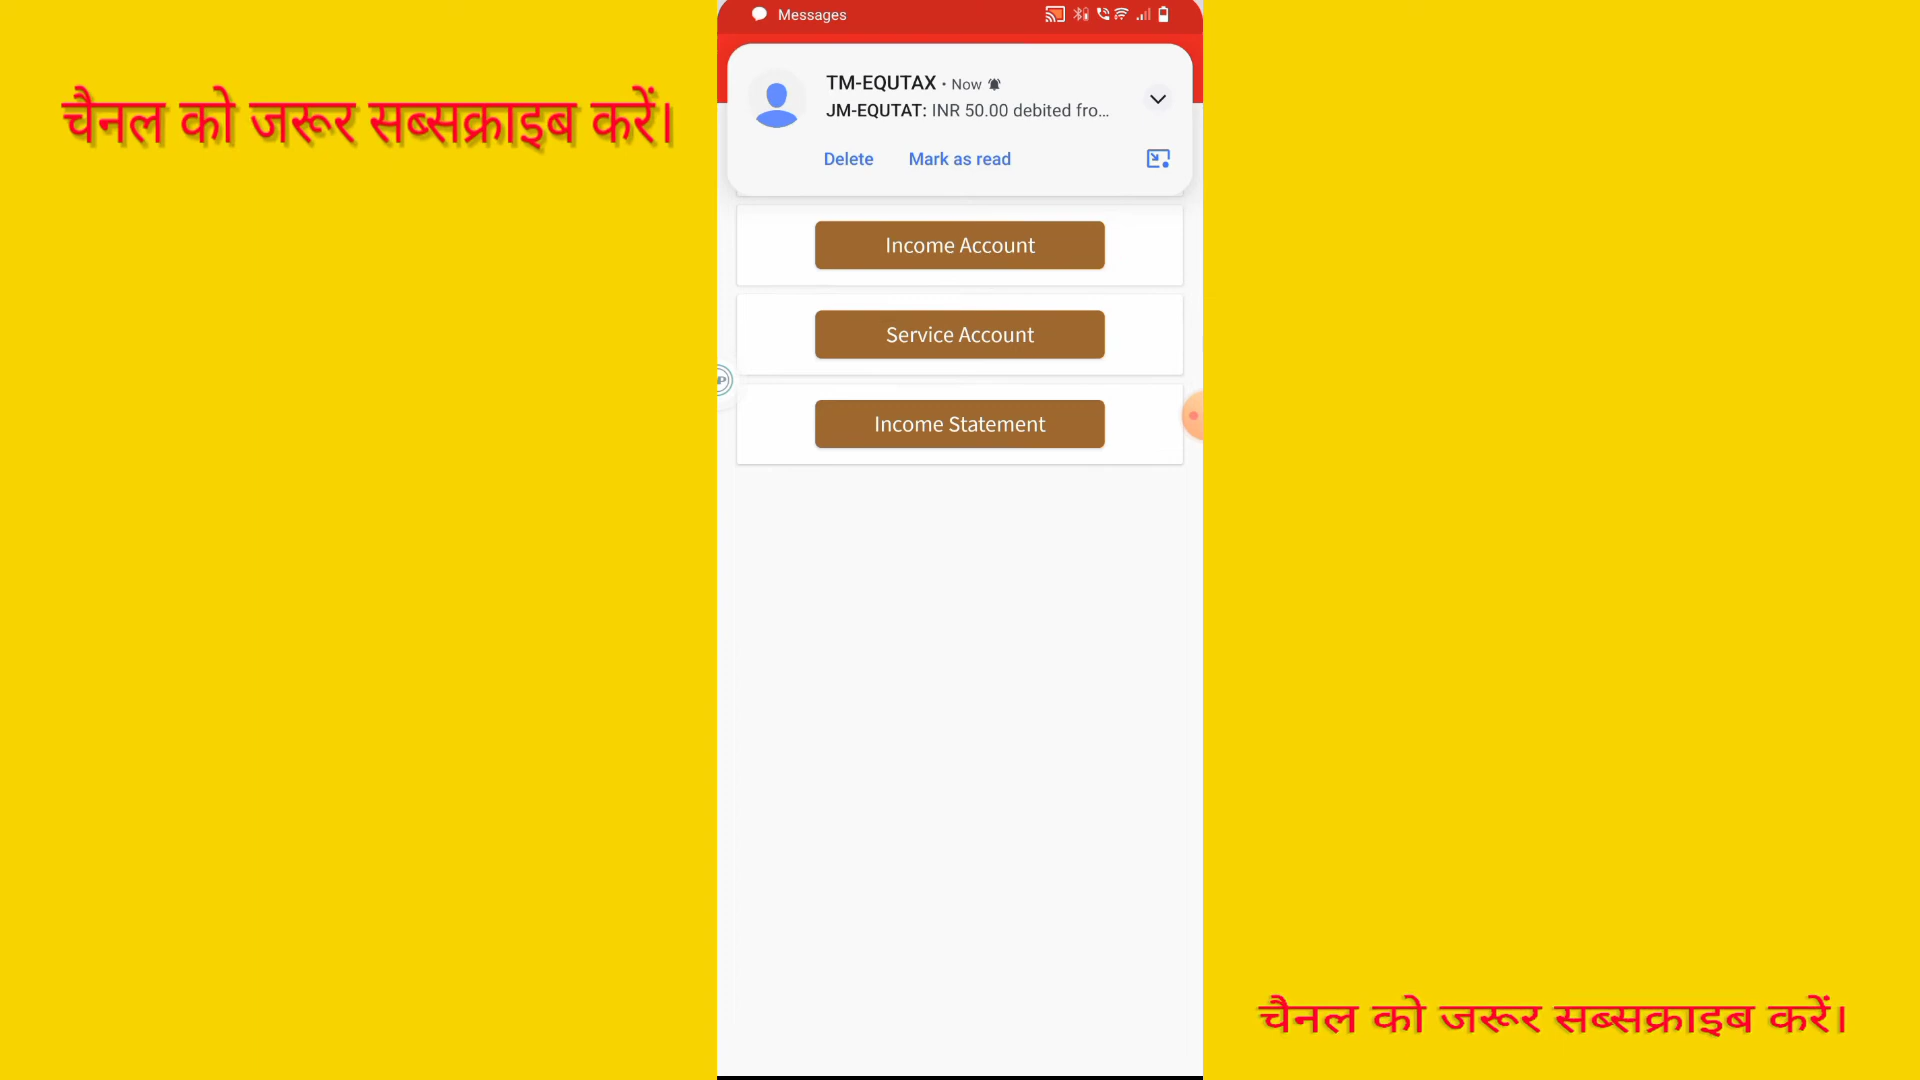 Messages
चैनल को जरूर सब्सक्राइब करें।
TM-EQUTAX • Now
JM-EQUTAT: INR 50.00 debited fro...
Delete Mark as read
Income Account
Service Account
P
Income Statement
चैनल को जरूर सब्सक्राइब करें।